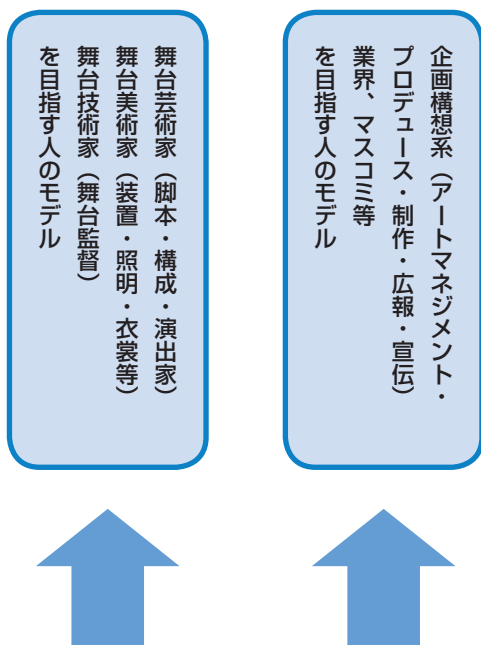 企画構想系（アートマネジメント・
プロデュース・制作・広報・宣伝）
業界、マスコミ等
を目指す人のモデル
舞台芸術家（脚本・構成・演出家）
舞台美術家（装置・照明・衣裳等）
舞台技術家（舞台監督）
を目指す人のモデル